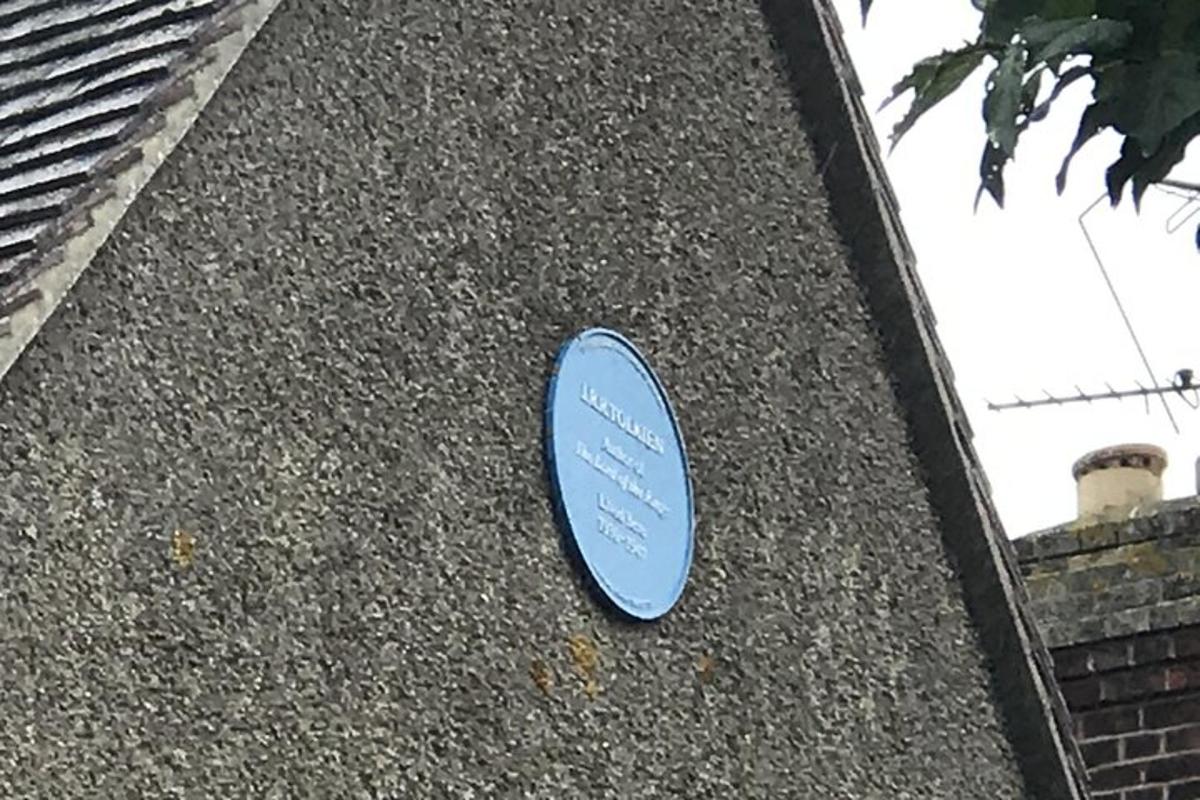 J.R.R.TOLKIEN
Author of
The Lord of the Rings
Lived here